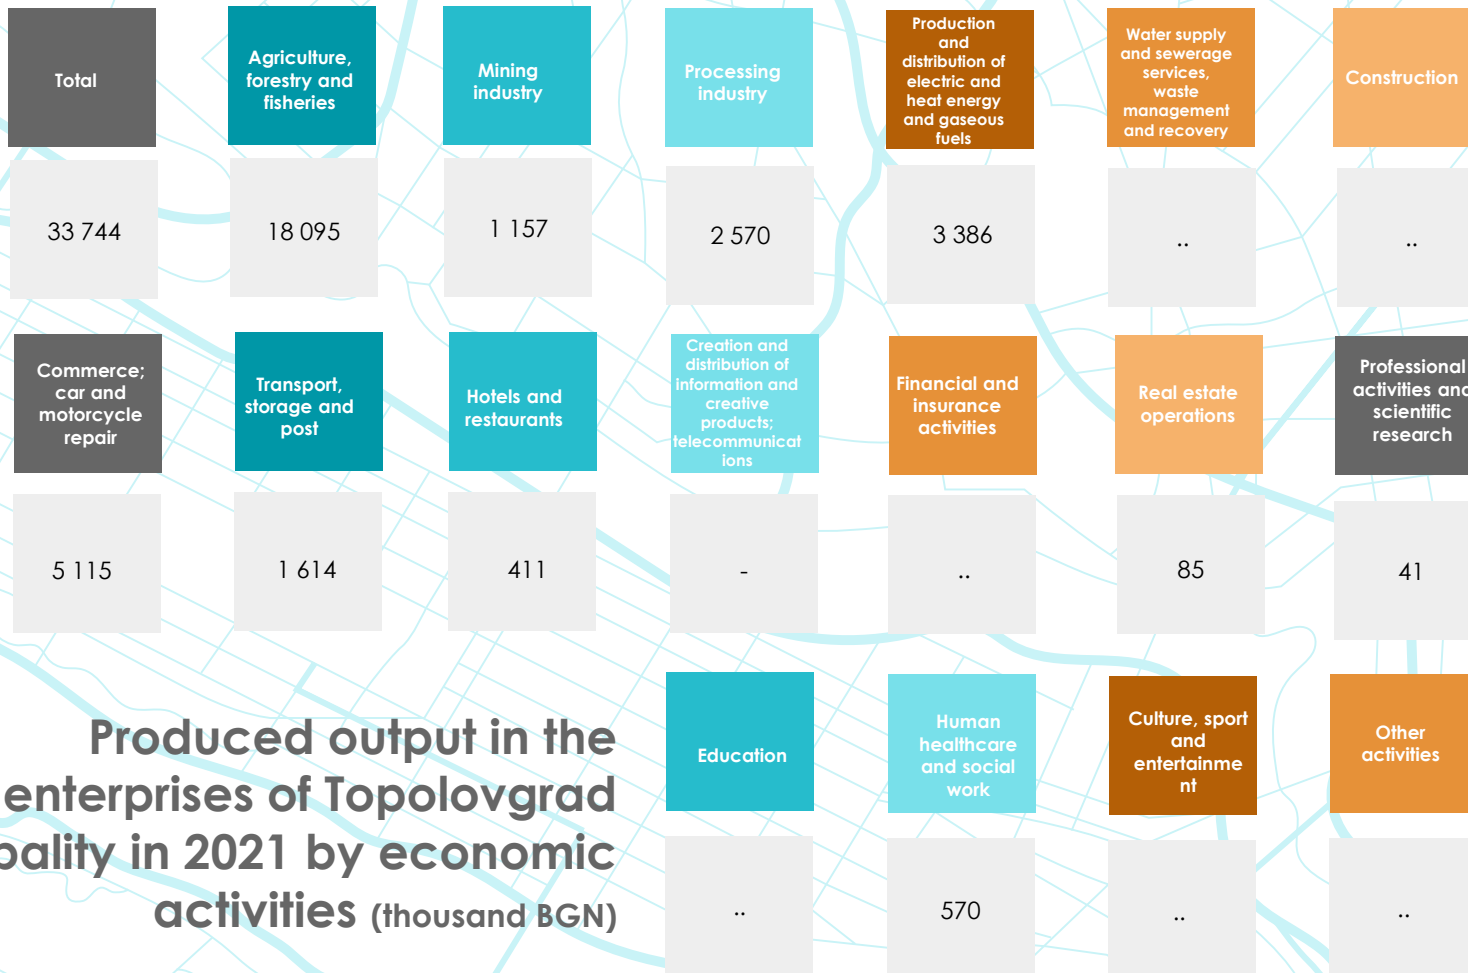 Total
Agriculture,
forestry and
fisheries
Mining
industry
Processing
industry
Production
and
distribution of
electric and
heat energy
and gaseous
fuels
Water supply
and sewerage
services,
waste
management
and recovery
Construction
33 744
18 095
1 157
2 570
3 386
..
..
Commerce;
car and
motorcycle
repair
Transport,
storage and
post
Hotels and
restaurants
Creation and
distribution of
information and
creative
products;
telecommunicat
ions
Financial and
insurance
activities
Real estate
operations
Professional
activities and
scientific
research
5 115
1 614
411
-
..
85
41
Produced output in the
enterprises of Topolovgrad
pality in 2021 by economic
activities (thousand BGN)
Education
Human
healthcare
and social
work
Culture, sport
and
entertainme
nt
Other
activities
..
570
..
..